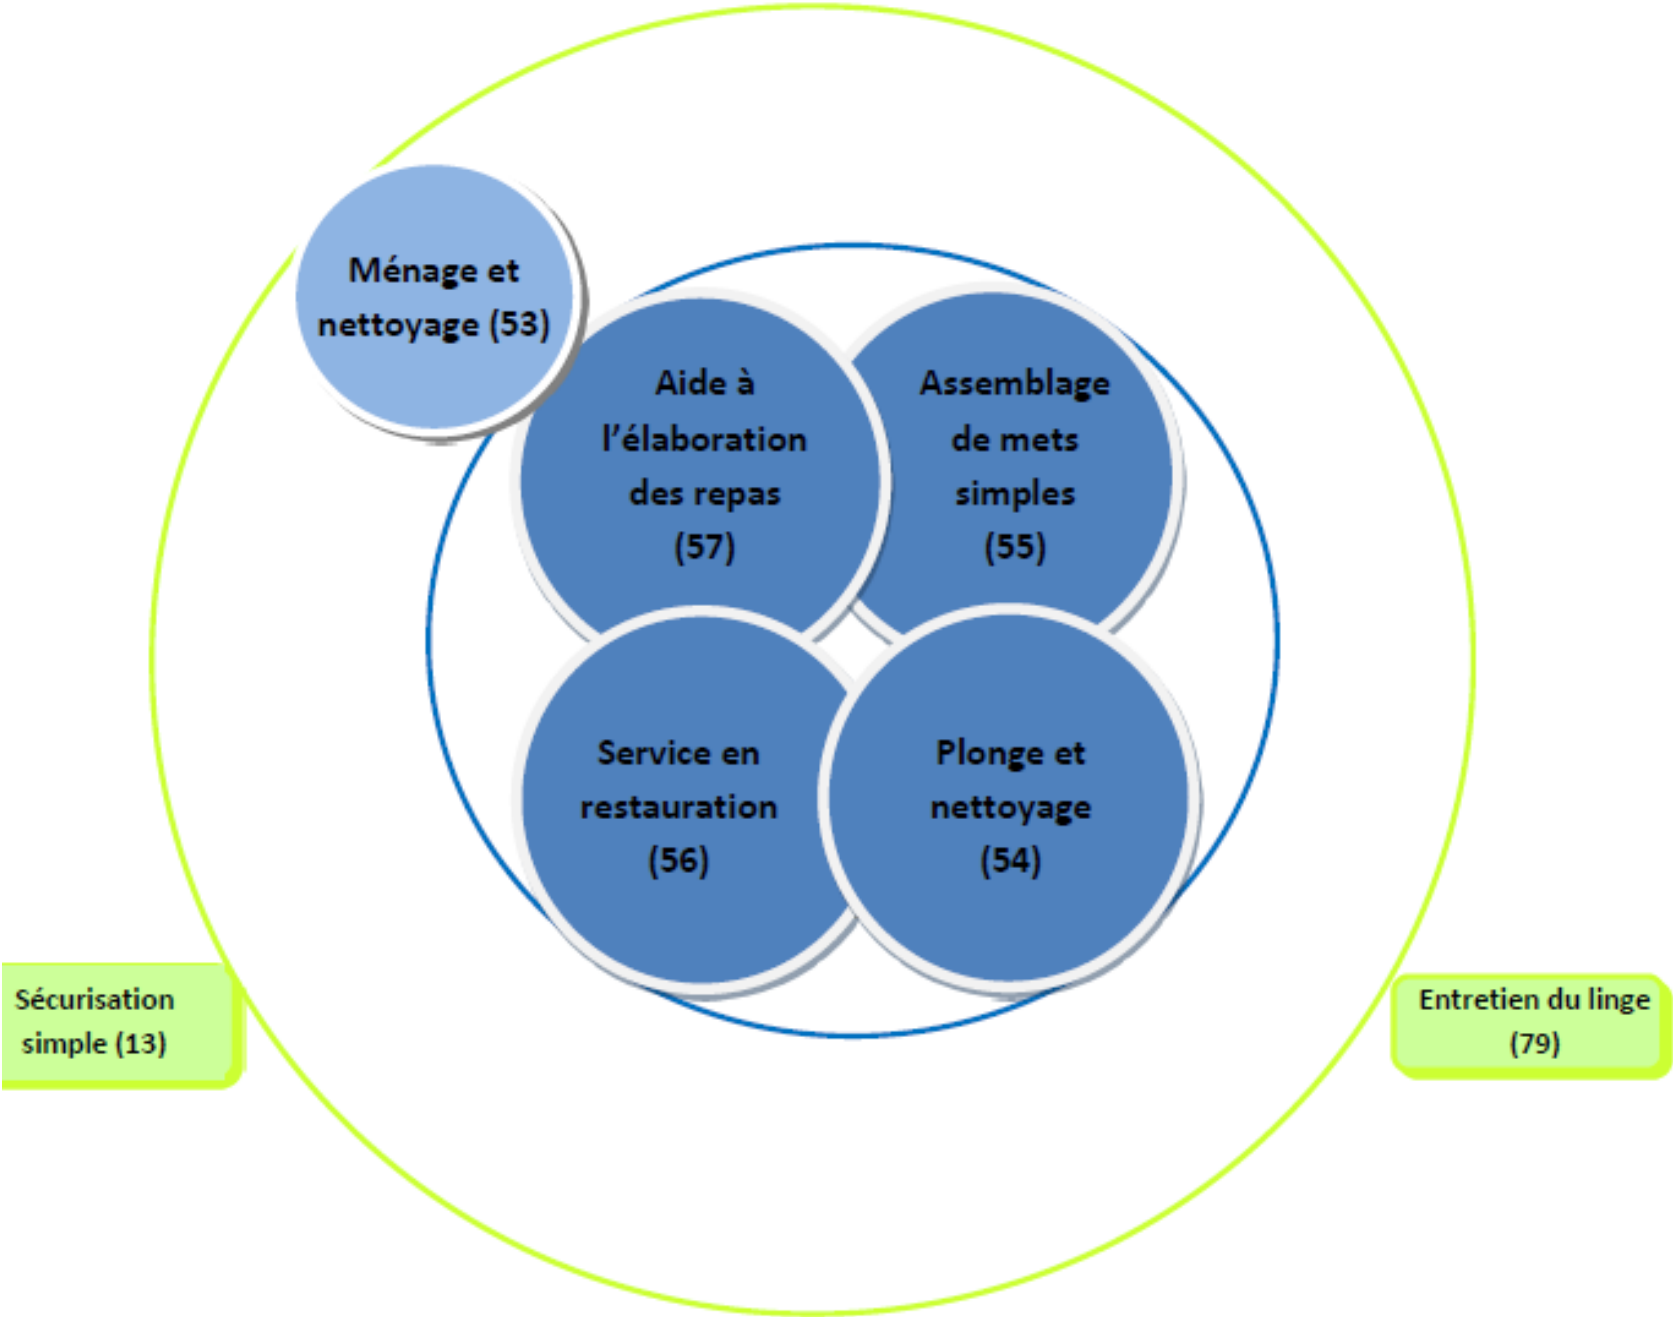 Ménage et
nettoyage (53)
Aide à
l’élaboration
des repas
(57)
Assemblage
de mets
simples
(55)
Service en
restauration
(56)
Plonge et
nettoyage
(54)
Sécurisation
simple (13)
Entretien du linge
(79)